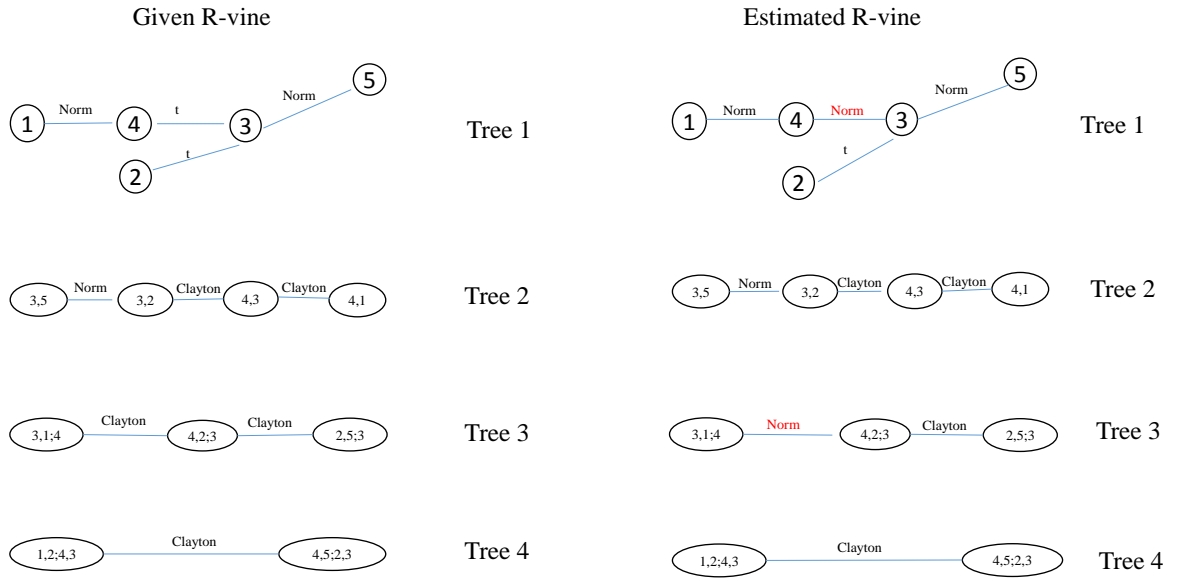 Given R-vine
Estimated R-vine
1
Norm
4
t
3
Norm
5
t
2
Tree 1
1
Norm
4
Norm
3
Norm
5
t
2
Tree 1
3,5
Norm
3,2
Clayton
4,3
Clayton
4,1
Tree 2
3,5
Norm
3,2
Clayton
4,3
Clayton
4,1
Tree 2
3,1;4
Clayton
4,2;3
Clayton
2,5;3
Tree 3
3,1;4
Norm
4,2;3
Clayton
2,5;3
Tree 3
1,2;4,3
Clayton
4,5;2,3
Tree 4
1,2;4,3
Clayton
4,5;2,3
Tree 4